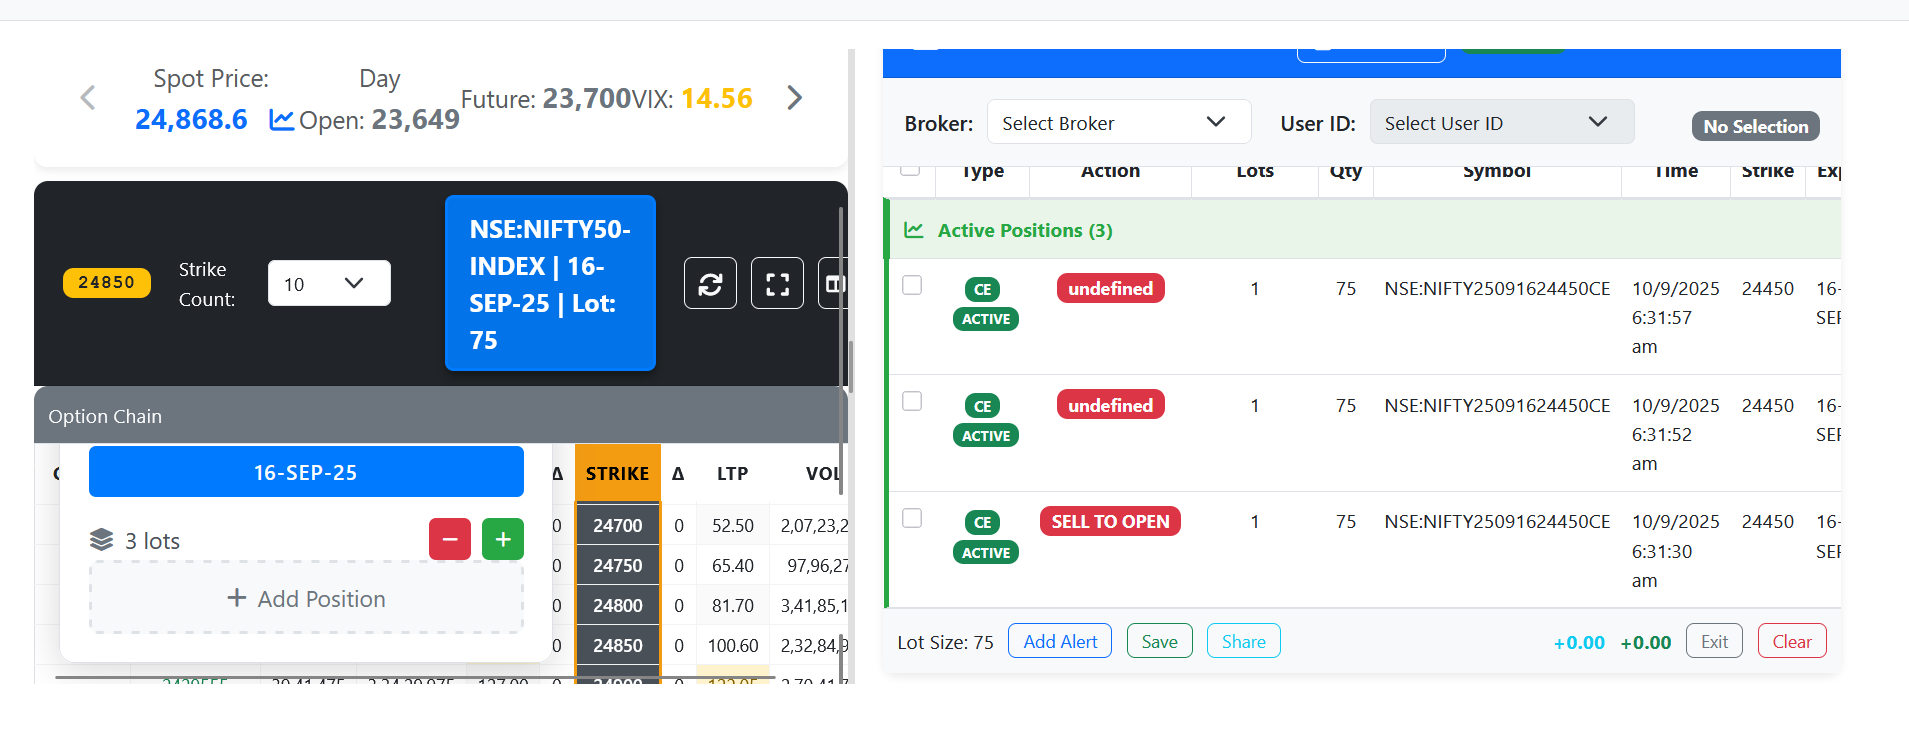 Spot Price:
24,868.6
Day
Open: 23,649
Future: 23,700
VIX: 14.56
24850
Strike
Count:
10
NSE:NIFTY50-
INDEX | 16-
SEP-25 | Lot:
75
Option Chain
16-SEP-25
3 lots
Add Position
Δ STRIKE Δ LTP VOL
0 24700 0 52.50 2,07,23,2
0 24750 0 65.40 97,96,27
0 24800 0 81.70 3,41,85,1
0 24850 0 100.60 2,32,84,9
Broker: Select Broker User ID: Select User ID No Selection
Type Action Lots Qty Symbol Time Strike Exp
Active Positions (3)
CE undefined 1 75 NSE:NIFTY25091624450CE 10/9/2025 24450 16-
ACTIVE 6:31:57 SEP
am
CE undefined 1 75 NSE:NIFTY25091624450CE 10/9/2025 24450 16-
ACTIVE 6:31:52 SEP
am
CE SELL TO OPEN 1 75 NSE:NIFTY25091624450CE 10/9/2025 24450 16-
ACTIVE 6:31:30 SEP
am
Lot Size: 75 Add Alert Save Share +0.00 +0.00 Exit Clear